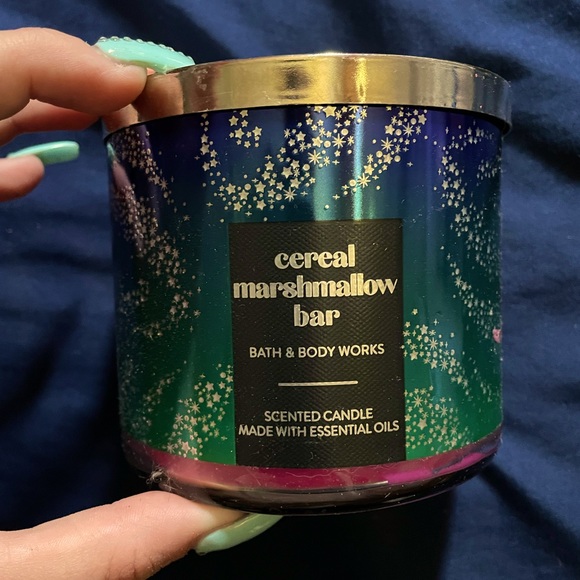 cereal
marshmallow
bar
BATH & BODY WORKS
SCENTED CANDLE
MADE WITH ESSENTIAL OILS